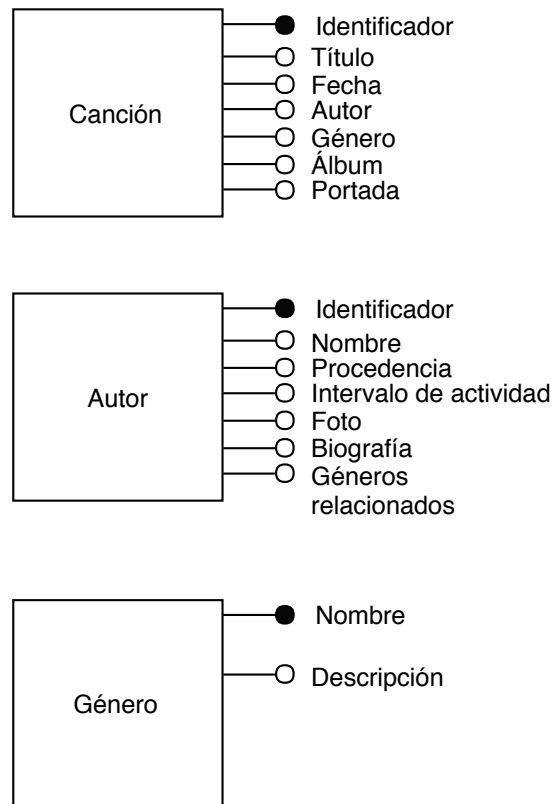 Canción
Identificador
Título
Fecha
Autor
Género
Álbum
Portada
Autor
Identificador
Nombre
Procedencia
Intervalo de actividad
Foto
Biografía
Géneros
relacionados
Género
Nombre
Descripción